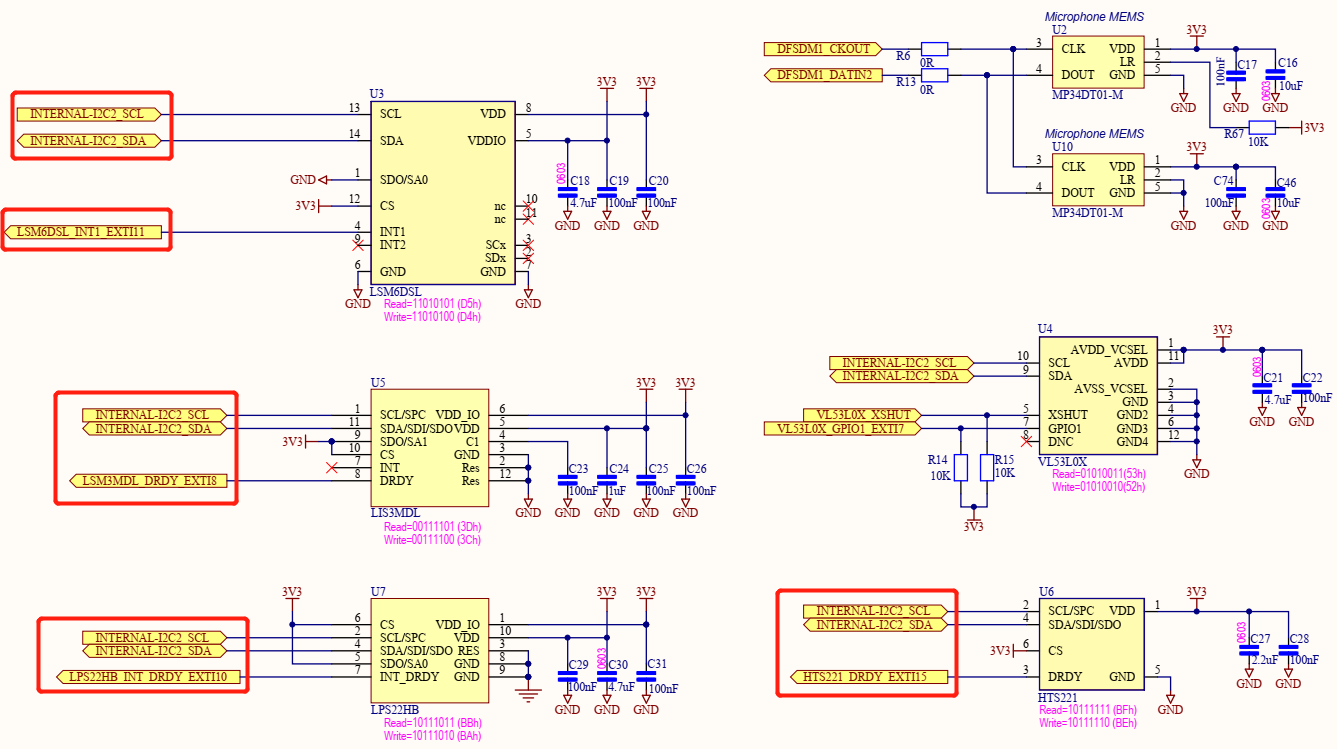 INTERNAL-I2C2_SCL
INTERNAL-I2C2_SDA
LSM6DSL_INT1_EXTI11
GND
3V3
U3
13 SCL VDD 8
14 SDA VDDIO 5
1 SDO/SA0
12 CS nc 10
nc 11
4 INT1 SCx 3
9 INT2 SDx
6 GND GND 7
GND GND
LSM6DSL
Read=11010101 (D5h)
Write=11010100 (D4h)
3V3 3V3
0603
C18 C19 C20
4.7uF 100nF 100nF
GND GND GND
Microphone MEMS
U2
DFSDM1_CKOUT R6 0R 3 CLK VDD 1
LR 2
DFSDM1_DATIN2 R13 0R 4 DOUT GND 5
MP34DT01-M
3V3
100nF C17 0603 C16 10uF
GND GND GND
R67 10K 3V3
Microphone MEMS
U10
3 CLK VDD 1
LR 2
4 DOUT GND 5
MP34DT01-M
3V3
C74 100nF 0603 C46 10uF
GND GND GND
U4
INTERNAL-I2C2_SCL 10 SCL
INTERNAL-I2C2_SDA 9 SDA
AVDD_VCSEL 1
AVDD 11
AVSS_VCSEL 2
GND 3
VL53L0X_XSHUT 5 XSHUT GND2 4
VL53L0X_GPIO1_EXTI7 7 GPIO1 GND3 6
8 DNC GND4 12
VL53L0X
Read=01010011(53h)
Write=01010010(52h)
R14 10K R15 10K
3V3
GND
3V3
0603
C21 C22
4.7uF 100nF
GND GND
U5
INTERNAL-I2C2_SCL 1 SCL/SPC VDD_IO 6
INTERNAL-I2C2_SDA 11 SDA/SDI/SDO VDD 5
3V3 9 SDO/SA1 C1 4
10 CS GND 3
7 INT Res 2
LSM3MDL_DRDY_EXTI8 8 DRDY Res 12
LIS3MDL
Read=00111101 (3Dh)
Write=00111100 (3Ch)
3V3 3V3
C23 C24 C25 C26
100nF 1uF 100nF 100nF
GND GND GND GND GND
U7
3V3
6 CS VDD_IO 1
INTERNAL-I2C2_SCL 2 SCL/SPC VDD 10
INTERNAL-I2C2_SDA 4 SDA/SDI/SDO RES 3
5 SDO/SA0 GND 8
LPS22HB_INT_DRDY_EXTI10 7 INT_DRDY GND 9
LPS22HB
Read=10111011 (BBh)
Write=10111010 (BAh)
3V3 3V3
0603
C29 C30 C31
100nF 4.7uF 100nF
GND GND GND
U6
INTERNAL-I2C2_SCL 2 SCL/SPC VDD 1
INTERNAL-I2C2_SDA 4 SDA/SDI/SDO
3V3 6 CS
HTS221_DRDY_EXTI15 3 DRDY GND 5
HTS221
Read=10111111 (BFh)
Write=10111110 (BEh)
3V3
0603
C27 C28
2.2uF 100nF
GND GND GND